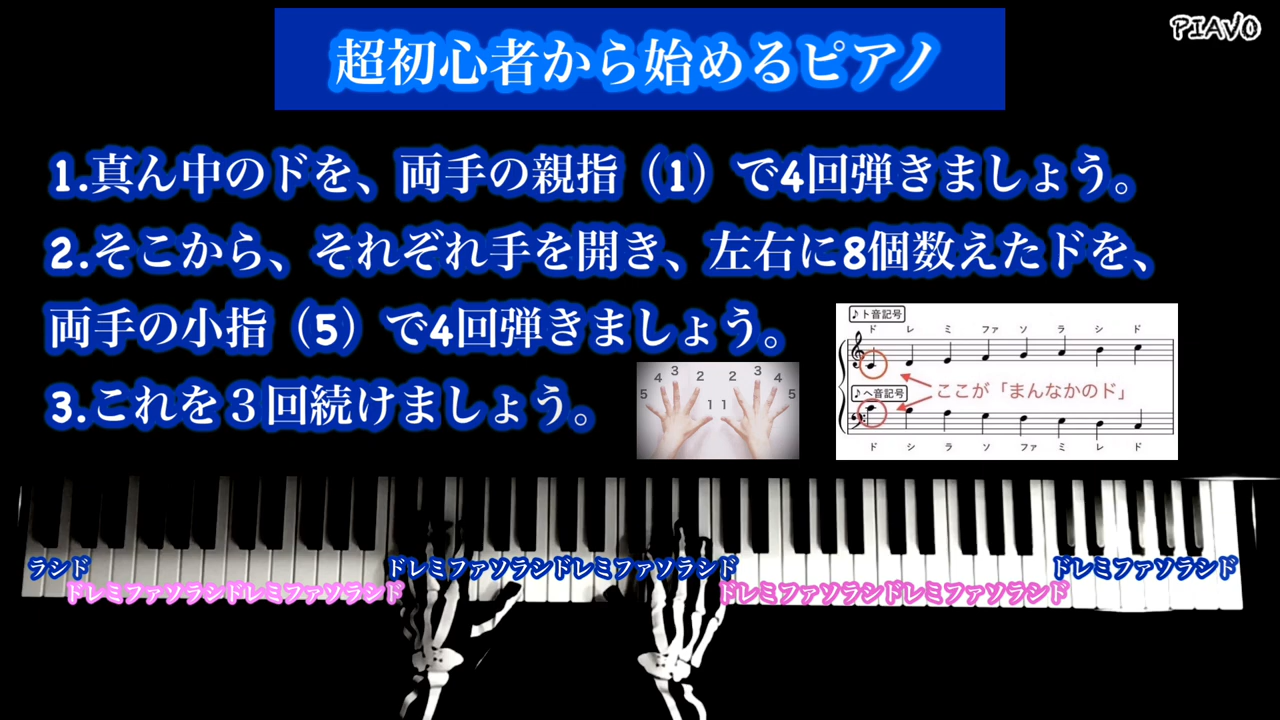 PIAVO
超初心者から始めるピアノ
1.真ん中のドを、両手の親指（1）で4回弾きましょう。
2.そこから、それぞれ手を開き、左右に8個数えたドを、
両手の小指（5）で4回弾きましょう。
3.これを３回続けましょう。
5 4 3 2 1 1 2 3 4 5
♪ト音記号
ド レ ミ ファ ソ ラ シ ド
ここが「まんなかのド」
♪ヘ音記号
ド シ ラ ソ ファ ミ レ ド
ラシド
ドレミファソラシドレミファソラシド
ドレミファソラシドレミファソラシド
ドレミファソラシドレミファソラシド
ドレミファソラシド